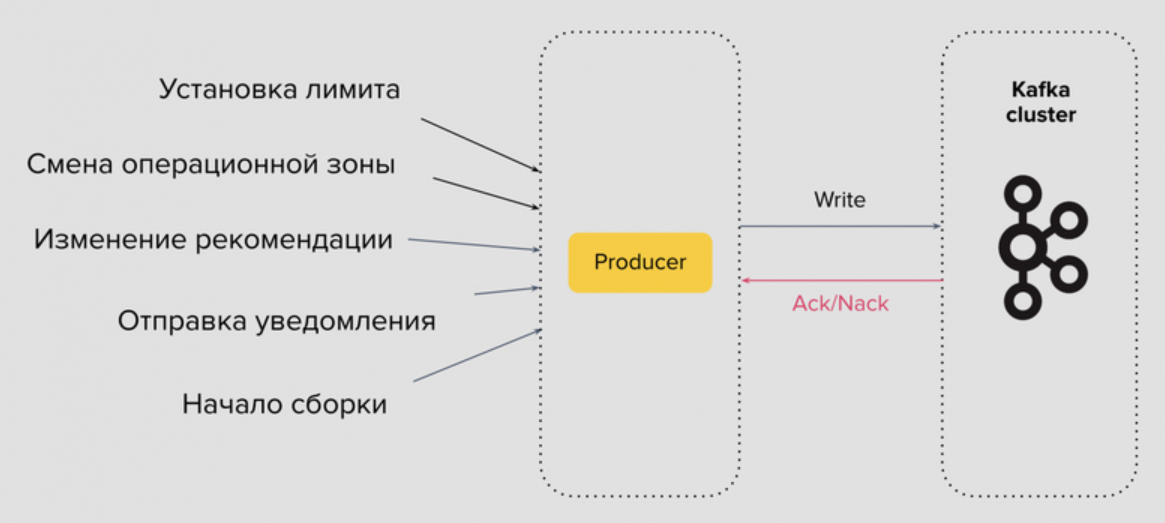 Установка лимита
Смена операционной зоны
Изменение рекомендации
Отправка уведомления
Начало сборки
Producer
Write
Ack/Nack
Kafka
cluster